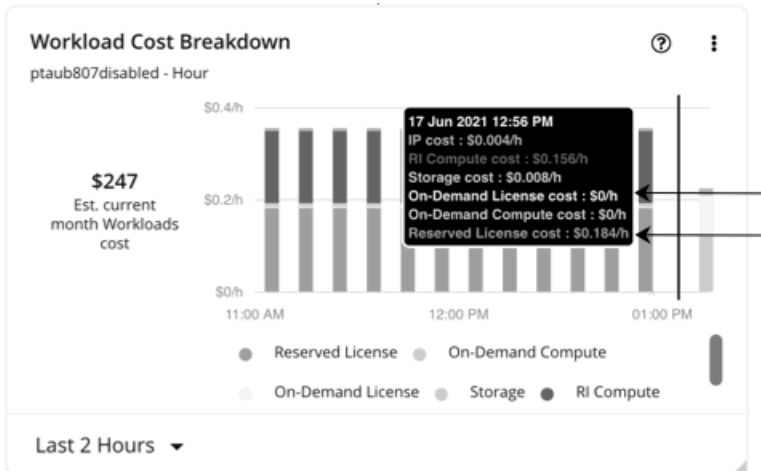 Workload Cost Breakdown
ptaub807disabled - Hour
$0.4/h
17 Jun 2021 12:56 PM
IP cost : $0.004/h
RI Compute cost : $0.156/h
Storage cost : $0.008/h
On-Demand License cost : $0/h
On-Demand Compute cost : $0/h
Reserved License cost : $0.184/h
$247
Est. current
month Workloads
cost
$0.2/h
$0/h
11:00 AM 12:00 PM 01:00 PM
Reserved License On-Demand Compute
On-Demand License Storage RI Compute
Last 2 Hours